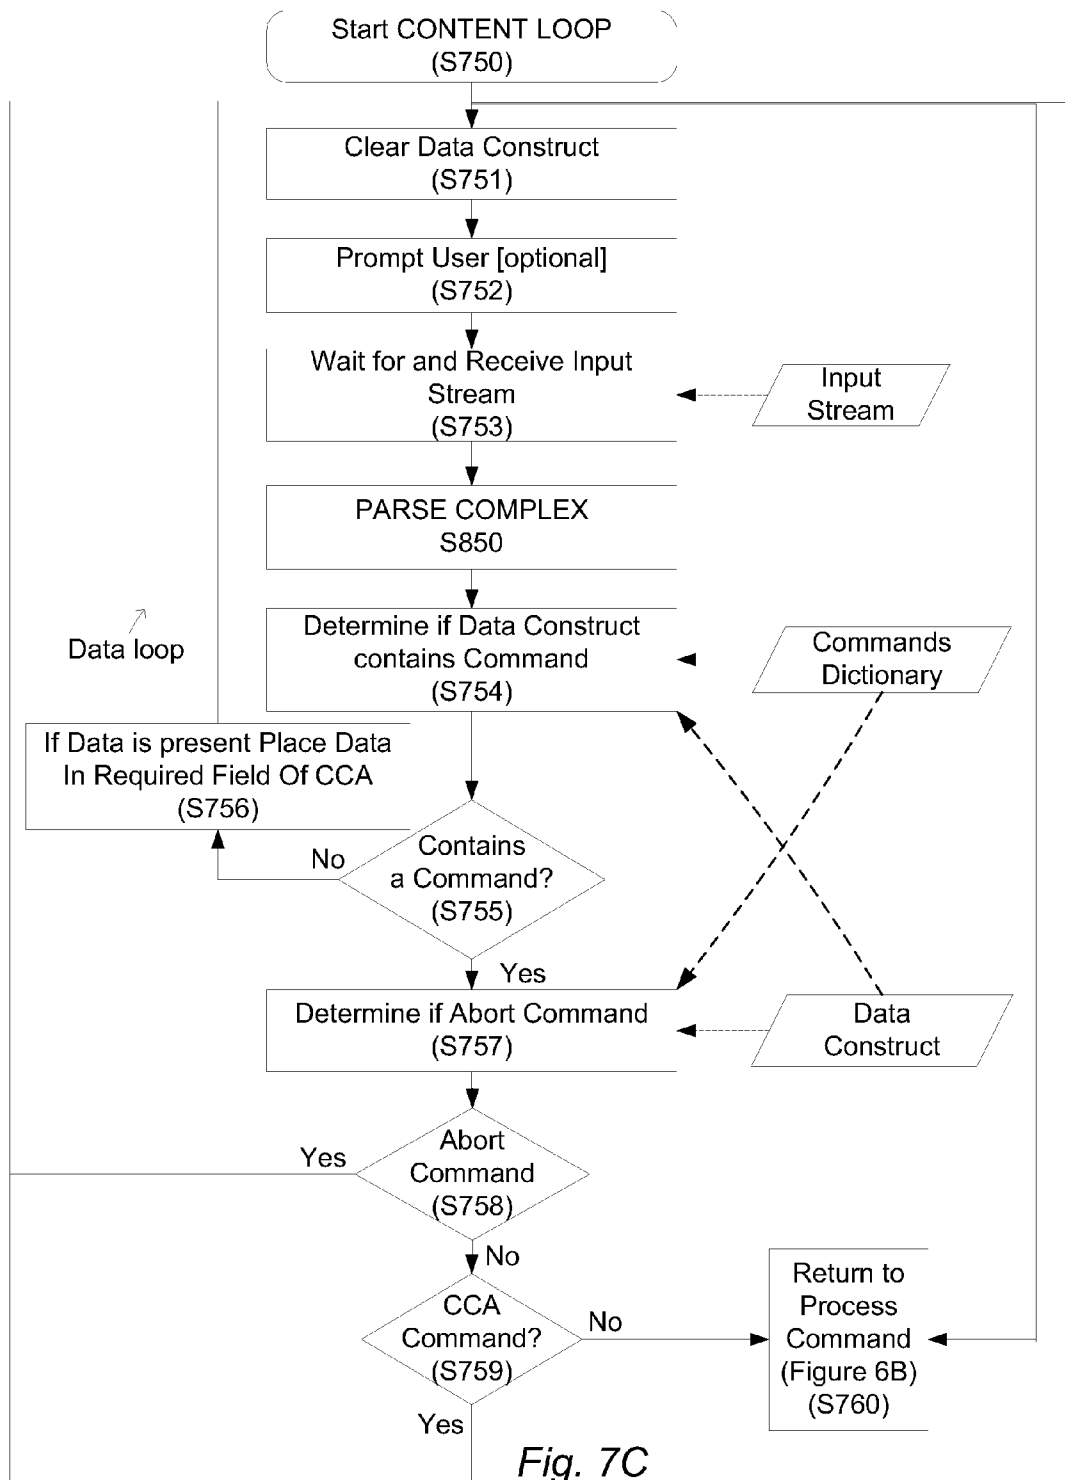 Start CONTENT LOOP
(S750)
Clear Data Construct
(S751)
Prompt User [optional]
(S752)
Wait for and Receive Input
Stream
(S753)
Input
Stream
PARSE COMPLEX
S850
Data loop
Determine if Data Construct
contains Command
(S754)
Commands
Dictionary
If Data is present Place Data
In Required Field Of CCA
(S756)
No
Contains
a Command?
(S755)
Yes
Determine if Abort Command
(S757)
Data
Construct
Yes
Abort
Command
(S758)
No
CCA
Command?
(S759)
No
Return to
Process
Command
(Figure 6B)
(S760)
Yes
Fig. 7C